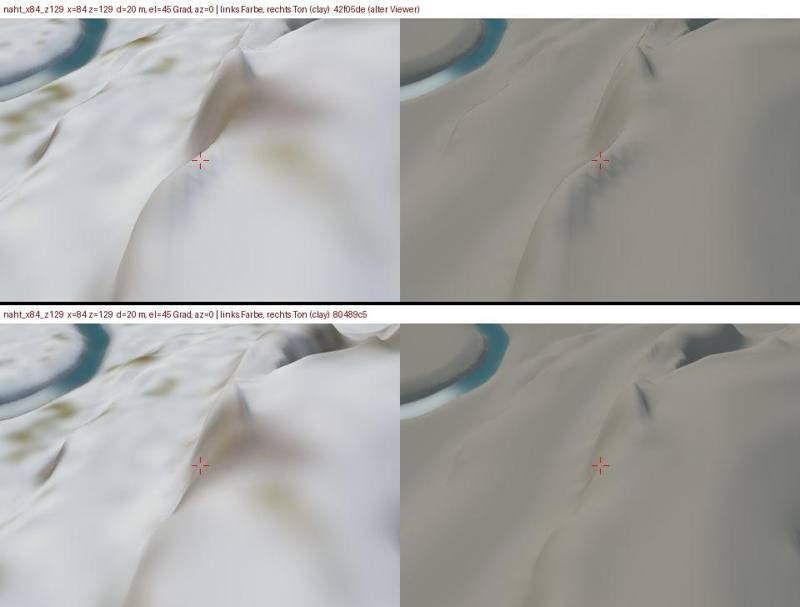 naht_x84_z129 x=84 z=129 d=20 m, el=45 Grad, az=0 | links Farbe, rechts Ton (clay) 42f05de (alter Viewer)
naht_x84_z129 x=84 z=129 d=20 m, el=45 Grad, az=0 | links Farbe, rechts Ton (clay) 80489c5